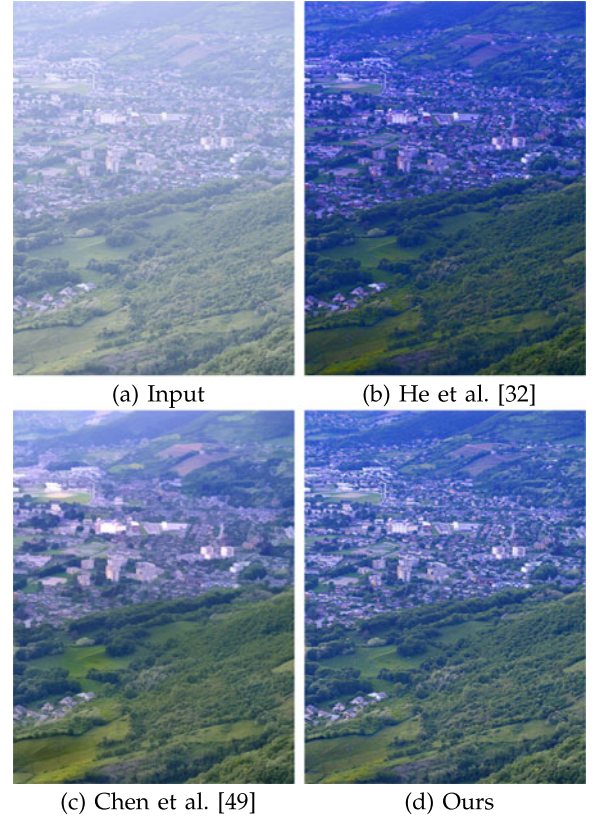 (a) Input
(b) He et al. [32]
(c) Chen et al. [49]
(d) Ours